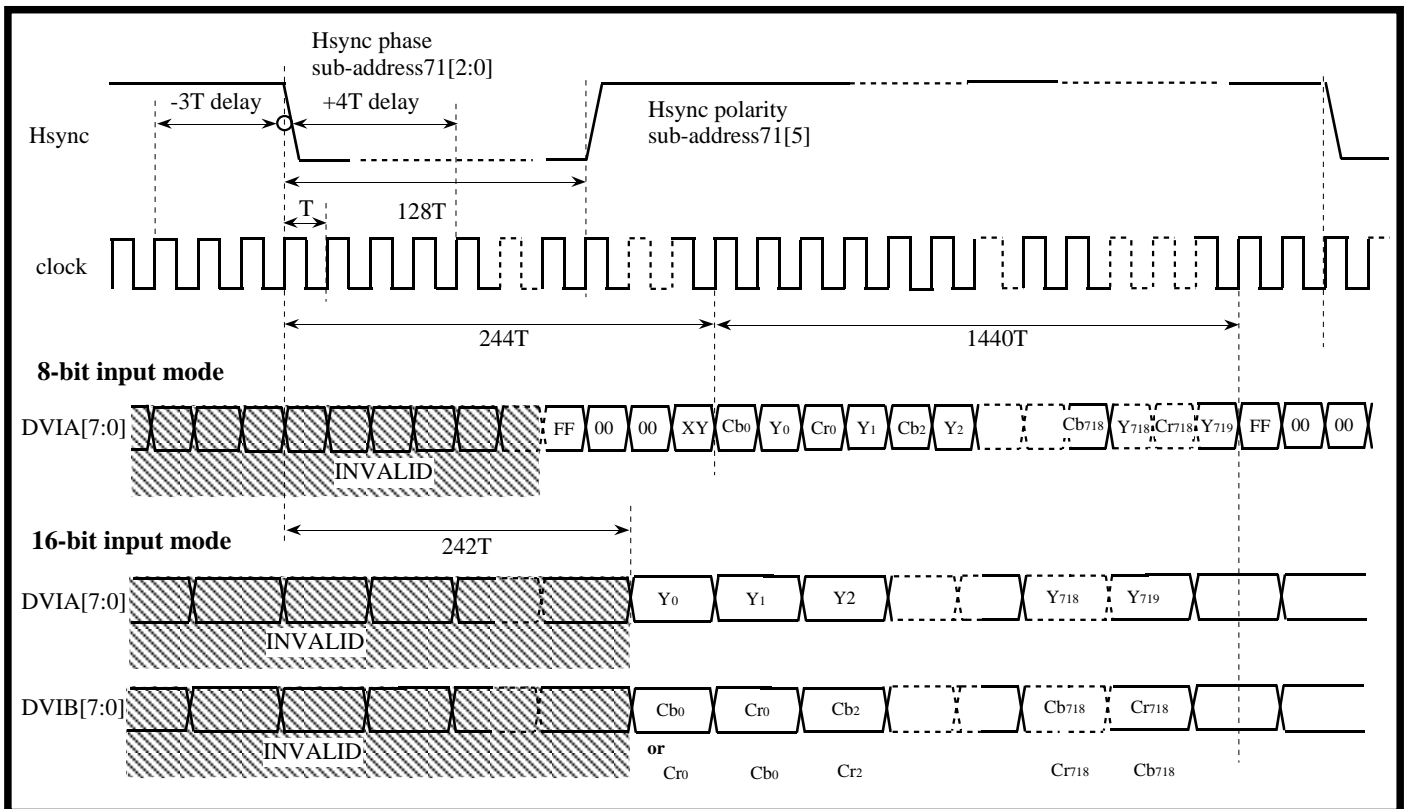 Hsync phase
sub-address71[2:0]
-3T delay
+4T delay
Hsync polarity
sub-address71[5]
Hsync
T
128T
clock
244T
1440T
8-bit input mode
DVIA[7:0]
FF 00 00 XY Cb0 Y0 Cr0 Y1 Cb2 Y2 Cb718 Y718 Cr718 Y719 FF 00 00
INVALID
16-bit input mode
242T
DVIA[7:0]
Y0 Y1 Y2 Y718 Y719
INVALID
DVIB[7:0]
Cb0 Cr0 Cb2 Cb718 Cr718
INVALID
or
Cr0 Cb0 Cr2 Cr718 Cb718